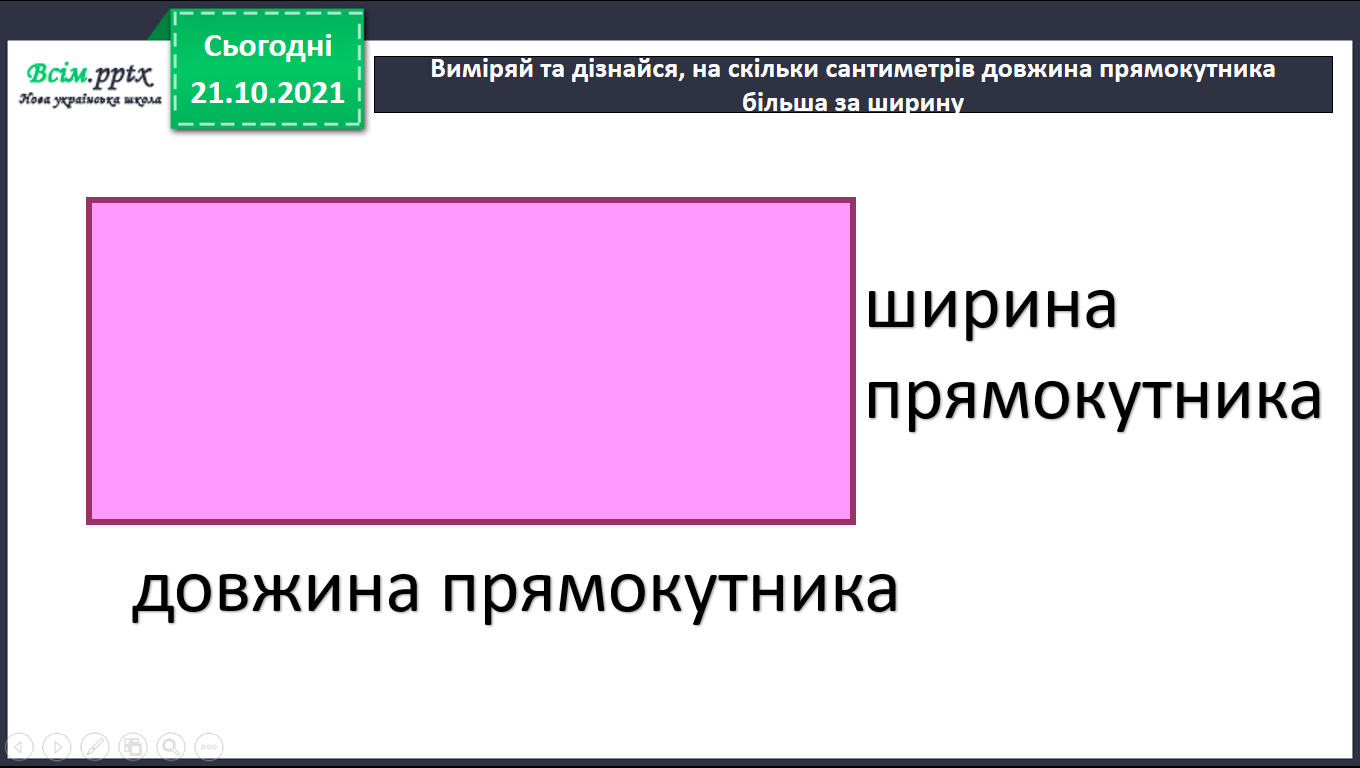 Всім.pptx
Нова українська школа
Сьогодні
21.10.2021
Виміряй та дізнайся, на скільки сантиметрів довжина прямокутника
більша за ширину
ширина
прямокутника
довжина прямокутника